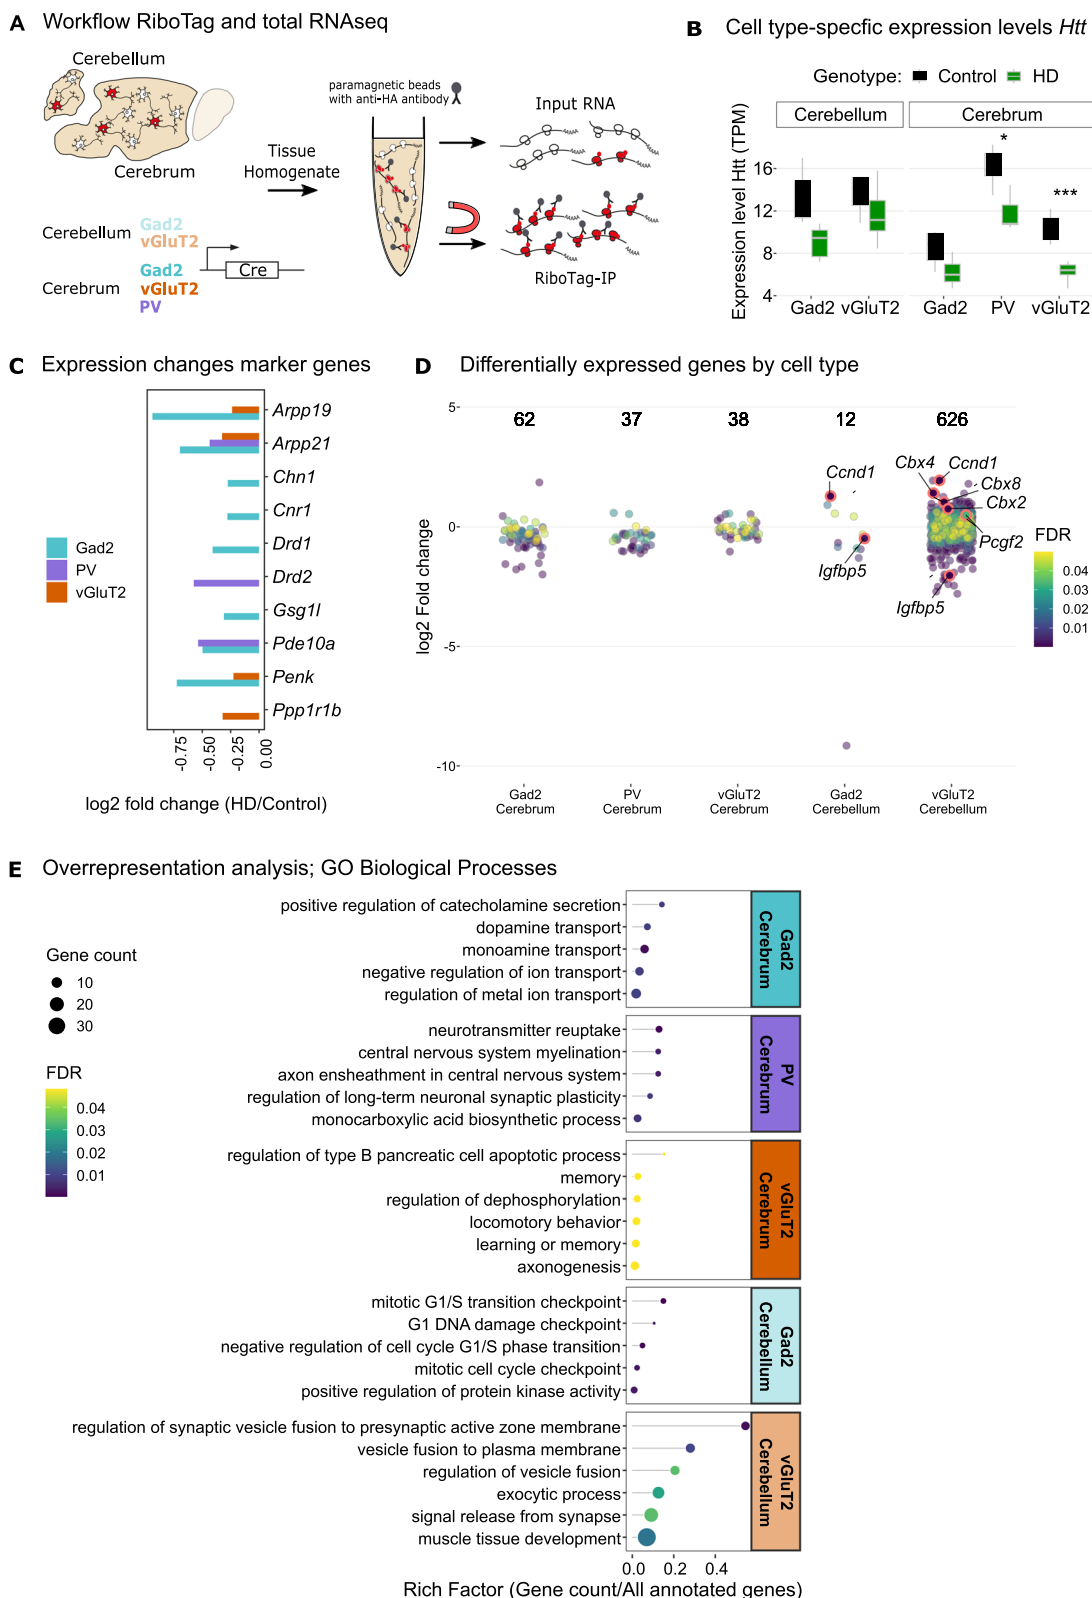 A Workflow RiboTag and total RNAseq
Cerebellum
Cerebrum
Tissue
Homogenate
paramagnetic beads
with anti-HA antibody
Input RNA
RiboTag-IP
Cerebellum
Gad2
vGluT2
Cerebrum
Gad2
vGluT2
PV
Cre
B Cell type-specfic expression levels Htt
Genotype: Control HD
Cerebellum Cerebrum
Expression level Htt (TPM)
16
12
8
4
*
***
Gad2 vGluT2 Gad2 PV vGluT2
C Expression changes marker genes
Gad2
PV
vGluT2
Arpp19
Arpp21
Chn1
Cnr1
Drd1
Drd2
Gsg1l
Pde10a
Penk
Ppp1r1b
-0.75 -0.50 -0.25 0.00
log2 fold change (HD/Control)
D Differentially expressed genes by cell type
log2 Fold change
5
0
-5
-10
62 37 38 12 626
Ccnd1
Igfbp5
Cbx4
Ccnd1
Cbx8
Cbx2
Pcgf2
Igfbp5
FDR
0.04
0.03
0.02
0.01
Gad2
Cerebrum
PV
Cerebrum
vGluT2
Cerebrum
Gad2
Cerebellum
vGluT2
Cerebellum
E Overrepresentation analysis; GO Biological Processes
Gene count
10
20
30
FDR
0.04
0.03
0.02
0.01
positive regulation of catecholamine secretion
dopamine transport
monoamine transport
negative regulation of ion transport
regulation of metal ion transport
Gad2
Cerebrum
neurotransmitter reuptake
central nervous system myelination
axon ensheathment in central nervous system
regulation of long-term neuronal synaptic plasticity
monocarboxylic acid biosynthetic process
PV
Cerebrum
regulation of type B pancreatic cell apoptotic process
memory
regulation of dephosphorylation
locomotory behavior
learning or memory
axonogenesis
vGluT2
Cerebrum
mitotic G1/S transition checkpoint
G1 DNA damage checkpoint
negative regulation of cell cycle G1/S phase transition
mitotic cell cycle checkpoint
positive regulation of protein kinase activity
Gad2
Cerebellum
regulation of synaptic vesicle fusion to presynaptic active zone membrane
vesicle fusion to plasma membrane
regulation of vesicle fusion
exocytic process
signal release from synapse
muscle tissue development
vGluT2
Cerebellum
0.0 0.2 0.4
Rich Factor (Gene count/All annotated genes)